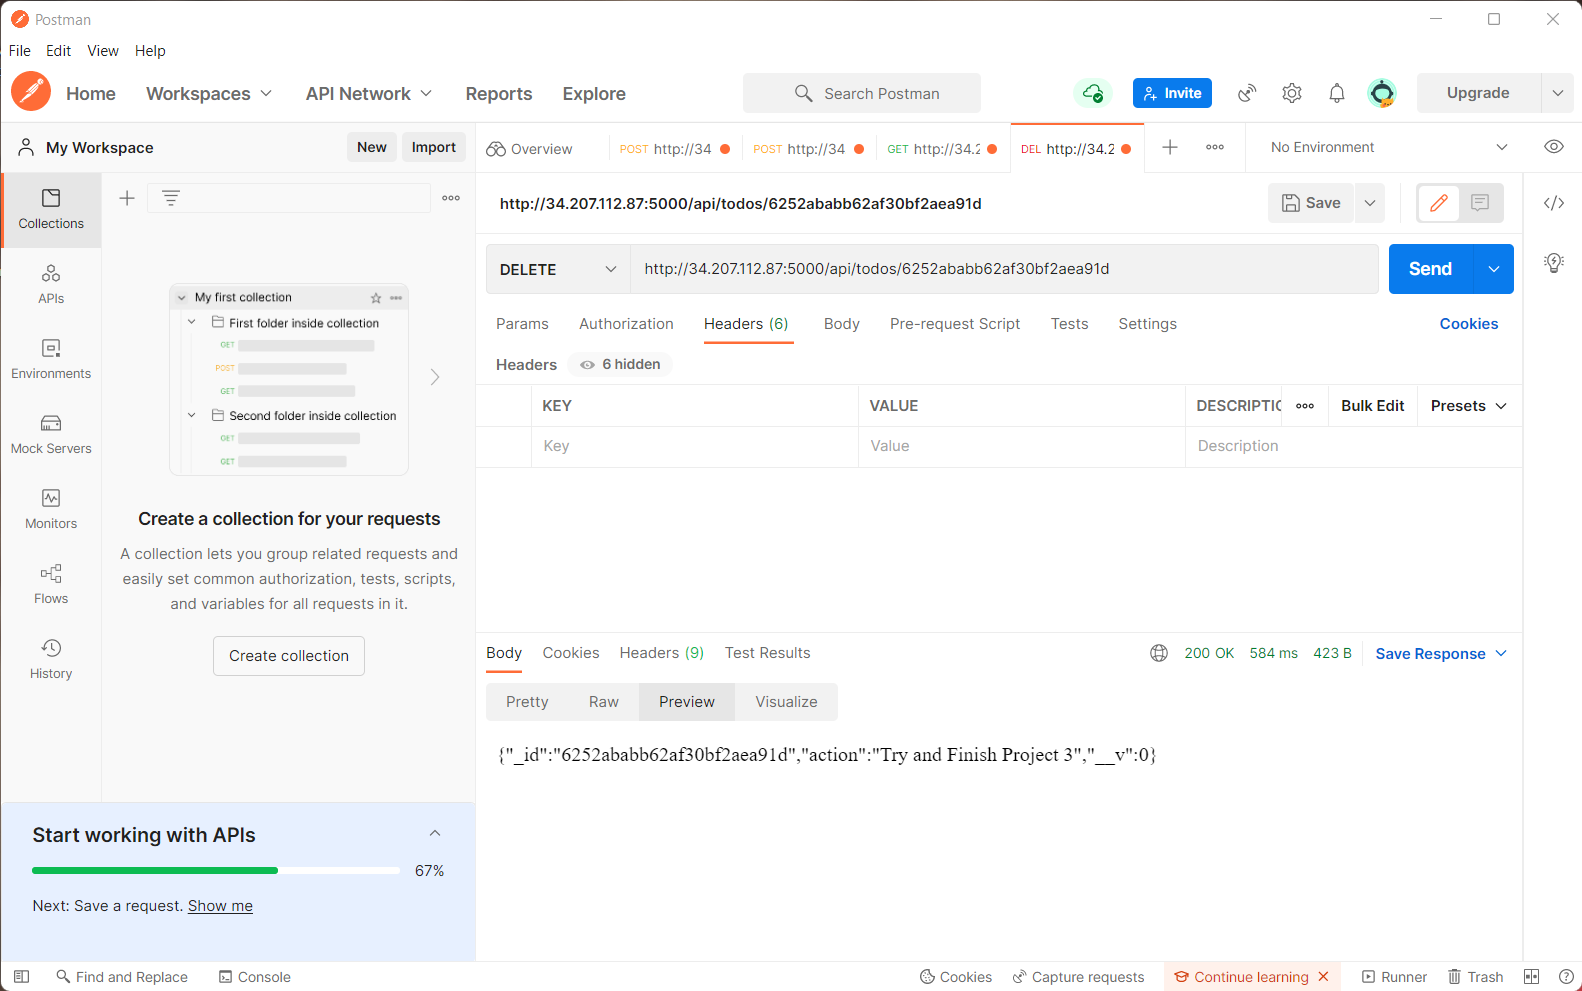 Postman
File Edit View Help
Home Workspaces API Network Reports Explore Search Postman Invite Upgrade
My Workspace New Import Overview POST http://34 POST http://34 GET http://34.2 DEL http://34.2 No Environment
Collections
APIs
Environments
Mock Servers
Monitors
Flows
History
My first collection
First folder inside collection
GET
POST
GET
Second folder inside collection
GET
GET
Create a collection for your requests
A collection lets you group related requests and
easily set common authorization, tests, scripts,
and variables for all requests in it.
Create collection
Start working with APIs
67%
Next: Save a request. Show me
http://34.207.112.87:5000/api/todos/6252ababb62af30bf2aea91d Save
DELETE http://34.207.112.87:5000/api/todos/6252ababb62af30bf2aea91d Send
Params Authorization Headers (6) Body Pre-request Script Tests Settings Cookies
Headers 6 hidden
KEY VALUE DESCRIPTIO Bulk Edit Presets
Key Value Description
Body Cookies Headers (9) Test Results 200 OK 584 ms 423 B Save Response
Pretty Raw Preview Visualize
{"_id":"6252ababb62af30bf2aea91d","action":"Try and Finish Project 3","__v":0}
Find and Replace Console Cookies Capture requests Continue learning Runner Trash